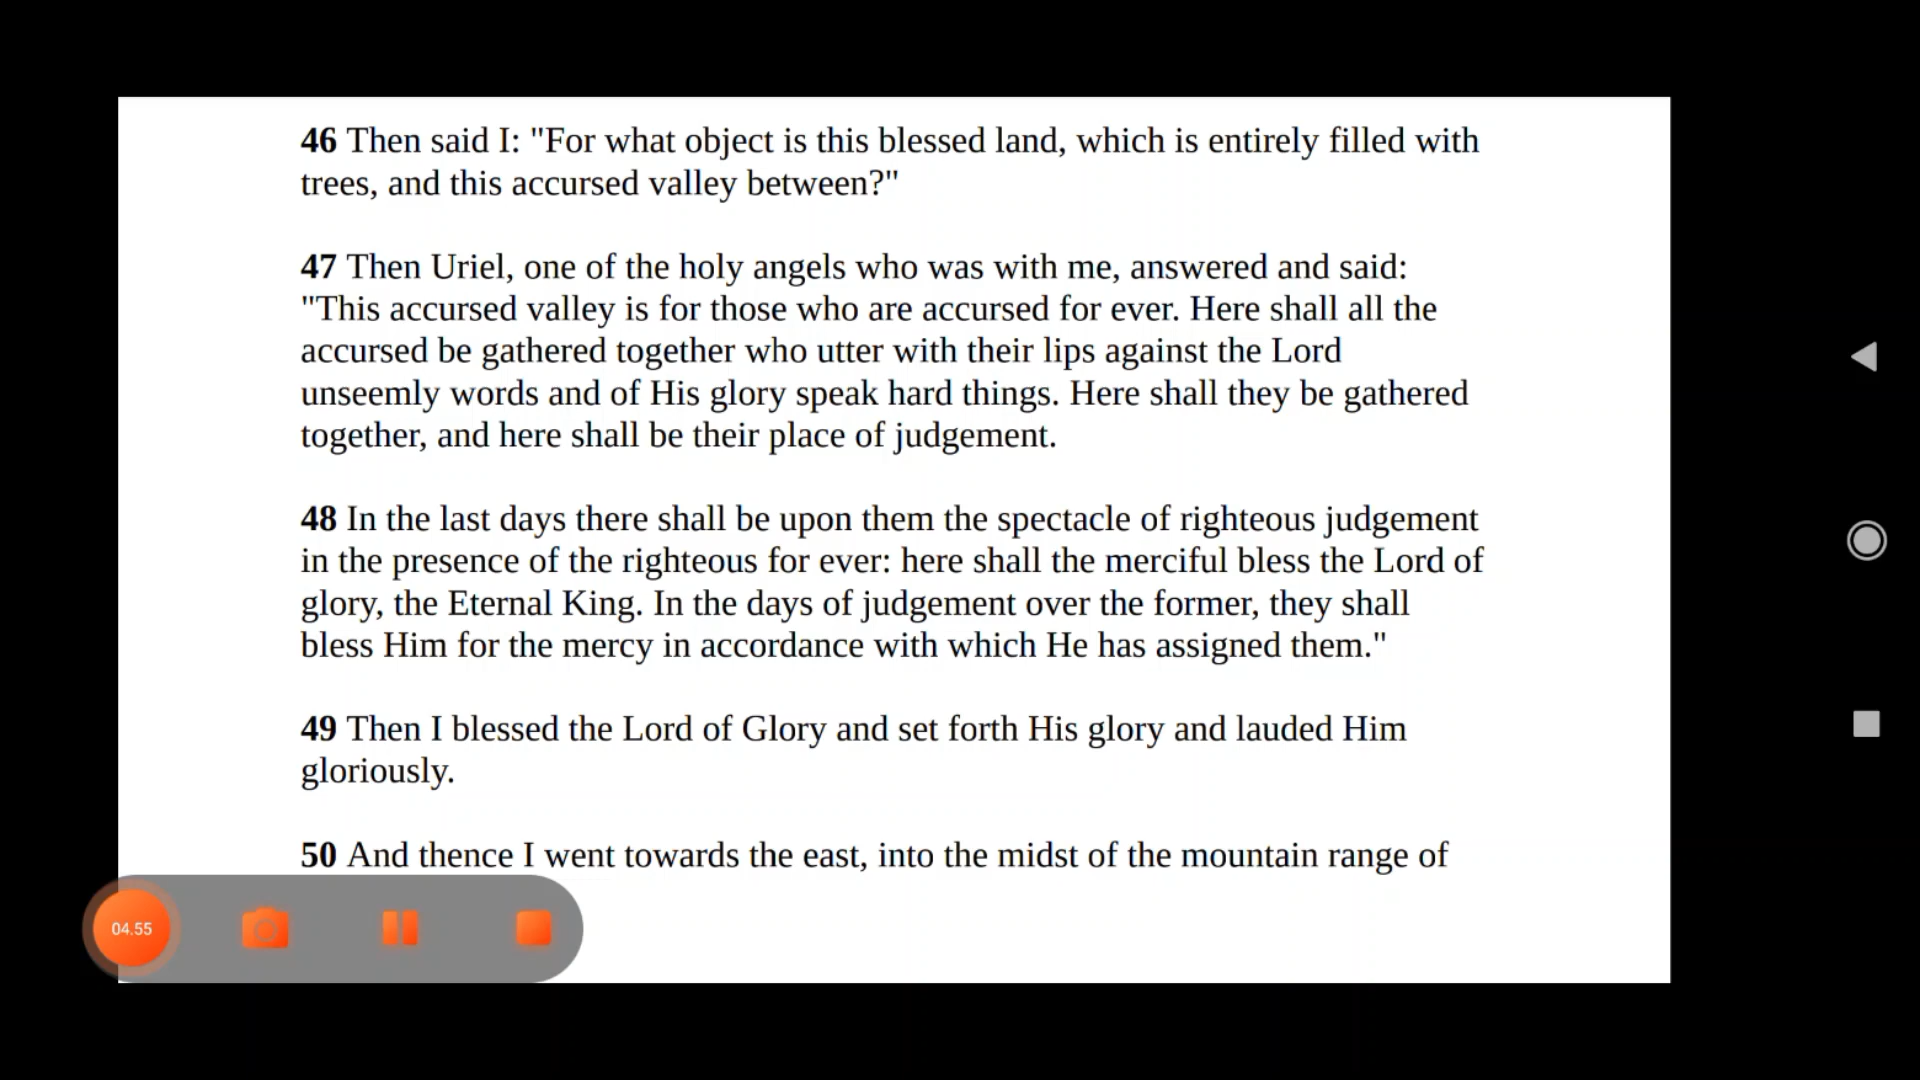 46 Then said I: "For what object is this blessed land, which is entirely filled with
trees, and this accursed valley between?"
47 Then Uriel, one of the holy angels who was with me, answered and said:
"This accursed valley is for those who are accursed for ever. Here shall all the
accursed be gathered together who utter with their lips against the Lord
unseemly words and of His glory speak hard things. Here shall they be gathered
together, and here shall be their place of judgement.
48 In the last days there shall be upon them the spectacle of righteous judgement
in the presence of the righteous for ever: here shall the merciful bless the Lord of
glory, the Eternal King. In the days of judgement over the former, they shall
bless Him for the mercy in accordance with which He has assigned them."
49 Then I blessed the Lord of Glory and set forth His glory and lauded Him
gloriously.
50 And thence I went towards the east, into the midst of the mountain range of
04.55